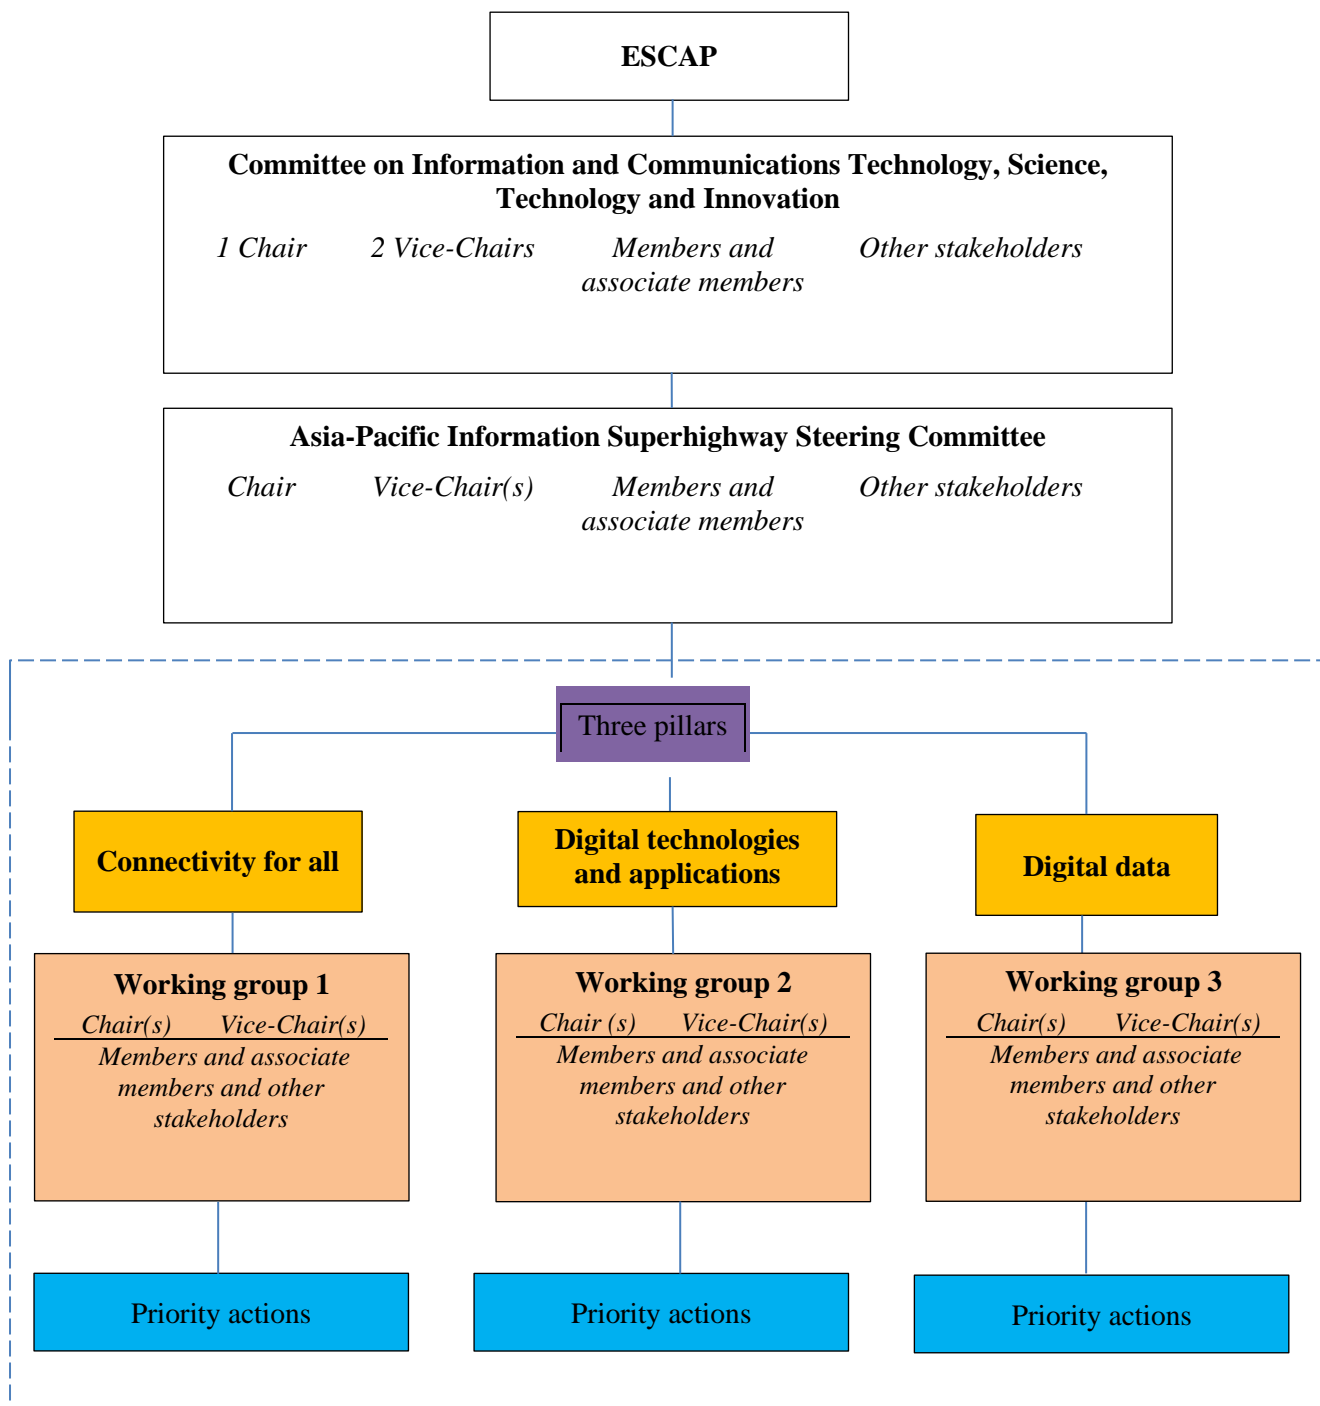 ESCAP
Committee on Information and Communications Technology, Science,
Technology and Innovation
1 Chair 2 Vice-Chairs Members and Other stakeholders
associate members
Asia-Pacific Information Superhighway Steering Committee
Chair Vice-Chair(s) Members and Other stakeholders
associate members
Three pillars
Connectivity for all
Digital technologies
and applications
Digital data
Working group 1
Chair(s) Vice-Chair(s)
Members and associate
members and other
stakeholders
Working group 2
Chair (s) Vice-Chair(s)
Members and associate
members and other
stakeholders
Working group 3
Chair(s) Vice-Chair(s)
Members and associate
members and other
stakeholders
Priority actions
Priority actions
Priority actions